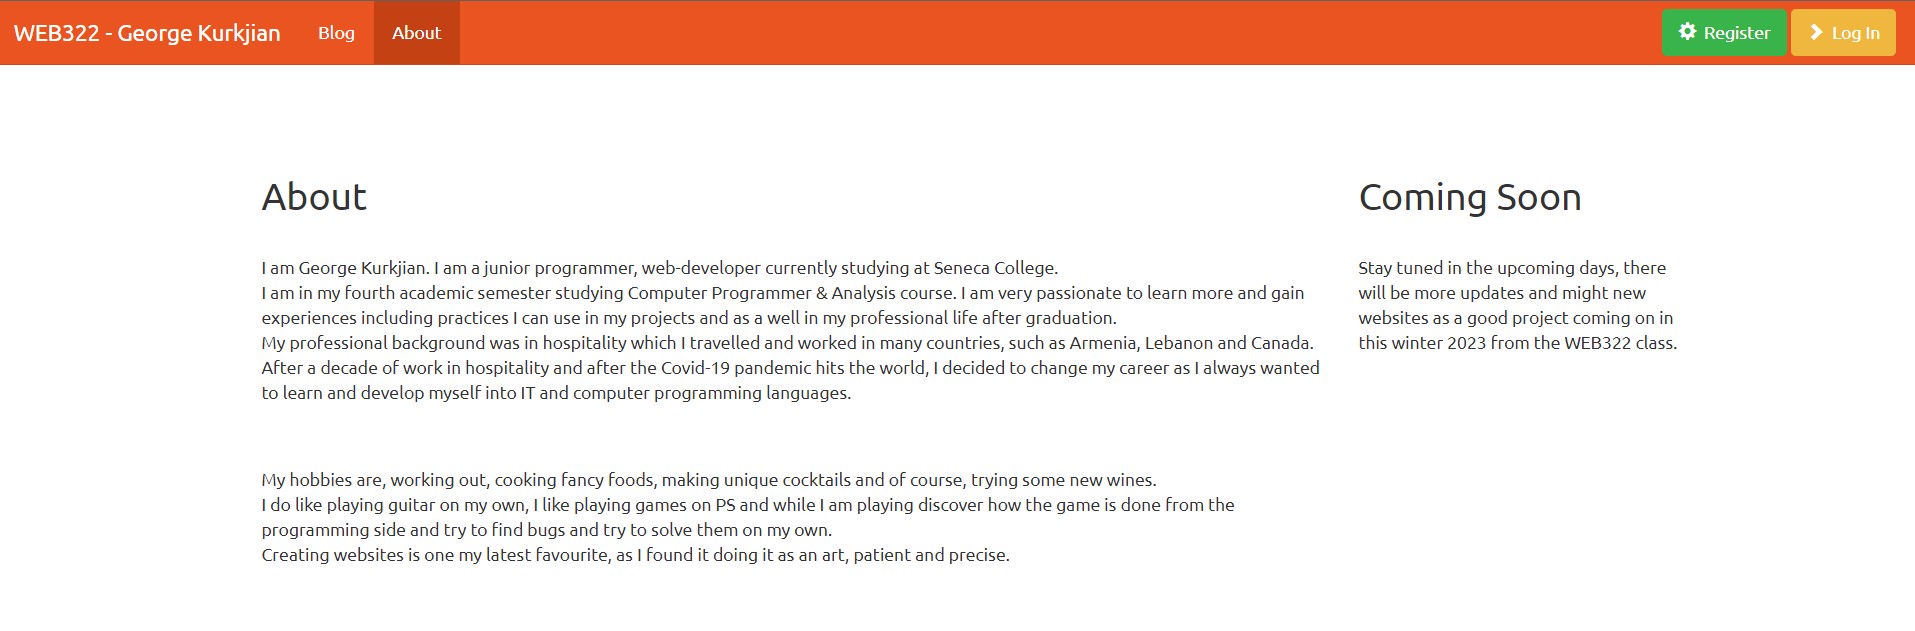 WEB322 - George Kurkjian
Blog
About
Register
Log In
About
I am George Kurkjian. I am a junior programmer, web-developer currently studying at Seneca College.
I am in my fourth academic semester studying Computer Programmer & Analysis course. I am very passionate to learn more and gain
experiences including practices I can use in my projects and as a well in my professional life after graduation.
My professional background was in hospitality which I travelled and worked in many countries, such as Armenia, Lebanon and Canada.
After a decade of work in hospitality and after the Covid-19 pandemic hits the world, I decided to change my career as I always wanted
to learn and develop myself into IT and computer programming languages.
My hobbies are, working out, cooking fancy foods, making unique cocktails and of course, trying some new wines.
I do like playing guitar on my own, I like playing games on PS and while I am playing discover how the game is done from the
programming side and try to find bugs and try to solve them on my own.
Creating websites is one my latest favourite, as I found it doing it as an art, patient and precise.
Coming Soon
Stay tuned in the upcoming days, there
will be more updates and might new
websites as a good project coming on in
this winter 2023 from the WEB322 class.